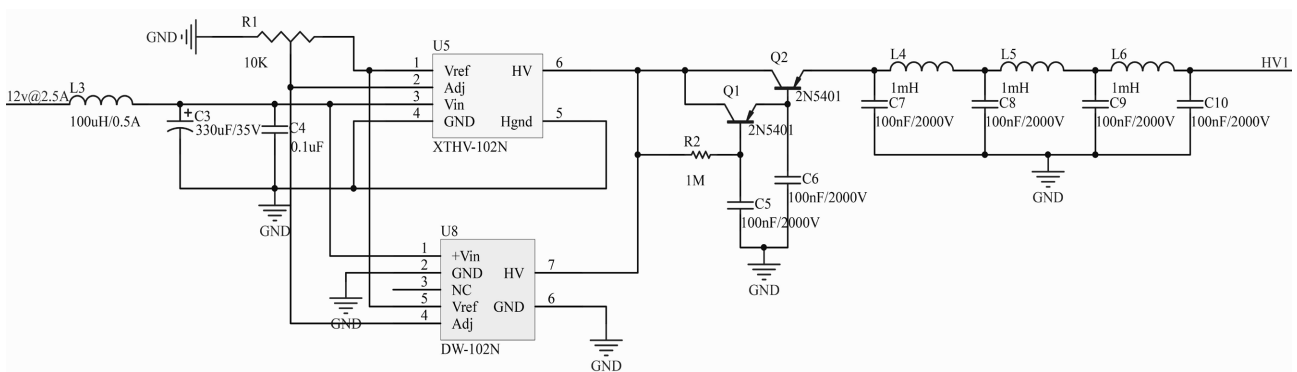 R1
GND
10K
12v@2.5A
L3
100uH/0.5A
+
C3
330uF/35V
C4
0.1uF
GND
U5
1 Vref HV 6
2 Adj
3 Vin
4 GND Hgnd 5
XTHV-102N
U8
1 +Vin
2 GND HV 7
3 NC
5 Vref GND 6
4 Adj
DW-102N
GND
GND
Q2
2N5401
Q1
2N5401
R2
1M
C6
100nF/2000V
C5
100nF/2000V
GND
L4
1mH
L5
1mH
L6
1mH
HV1
C7
100nF/2000V
C8
100nF/2000V
C9
100nF/2000V
C10
100nF/2000V
GND